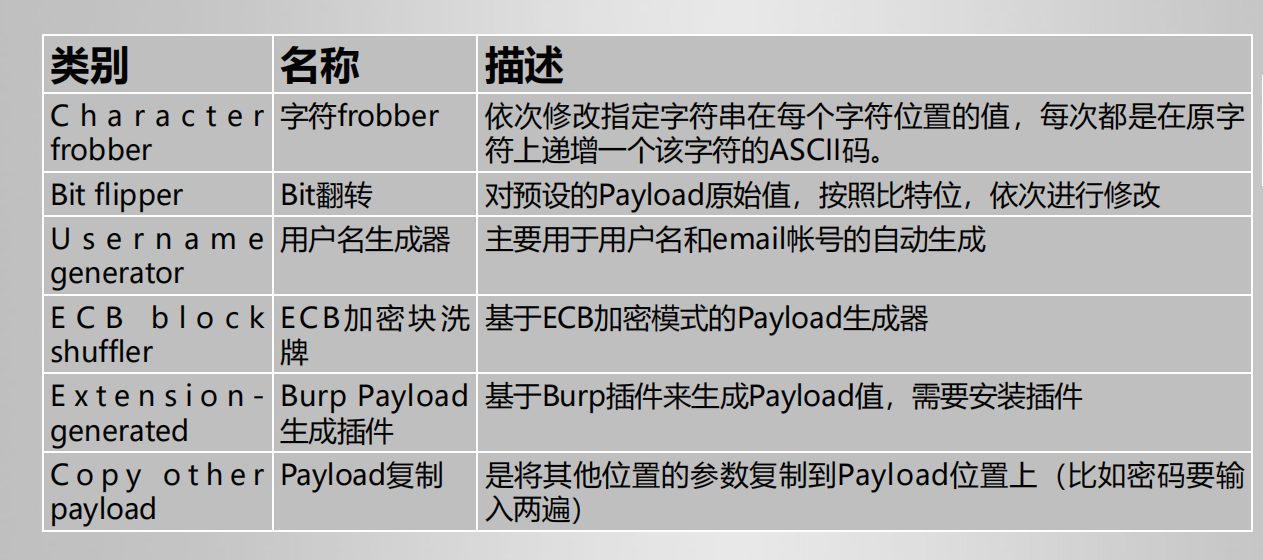 类别 名称 描述
Character 字符frobber 依次修改指定字符串在每个字符位置的值，每次都是在原字
frobber 符上递增一个该字符的ASCII码。
Bit flipper Bit翻转 对预设的Payload原始值，按照比特位，依次进行修改
Username 用户名生成器 主要用于用户名和email帐号的自动生成
generator
ECB block ECB加密块洗 基于ECB加密模式的Payload生成器
shuffler 牌
Extension- Burp Payload 基于Burp插件来生成Payload值，需要安装插件
generated 生成插件
Copy other Payload复制 是将其他位置的参数复制到Payload位置上（比如密码要输
payload 入两遍）